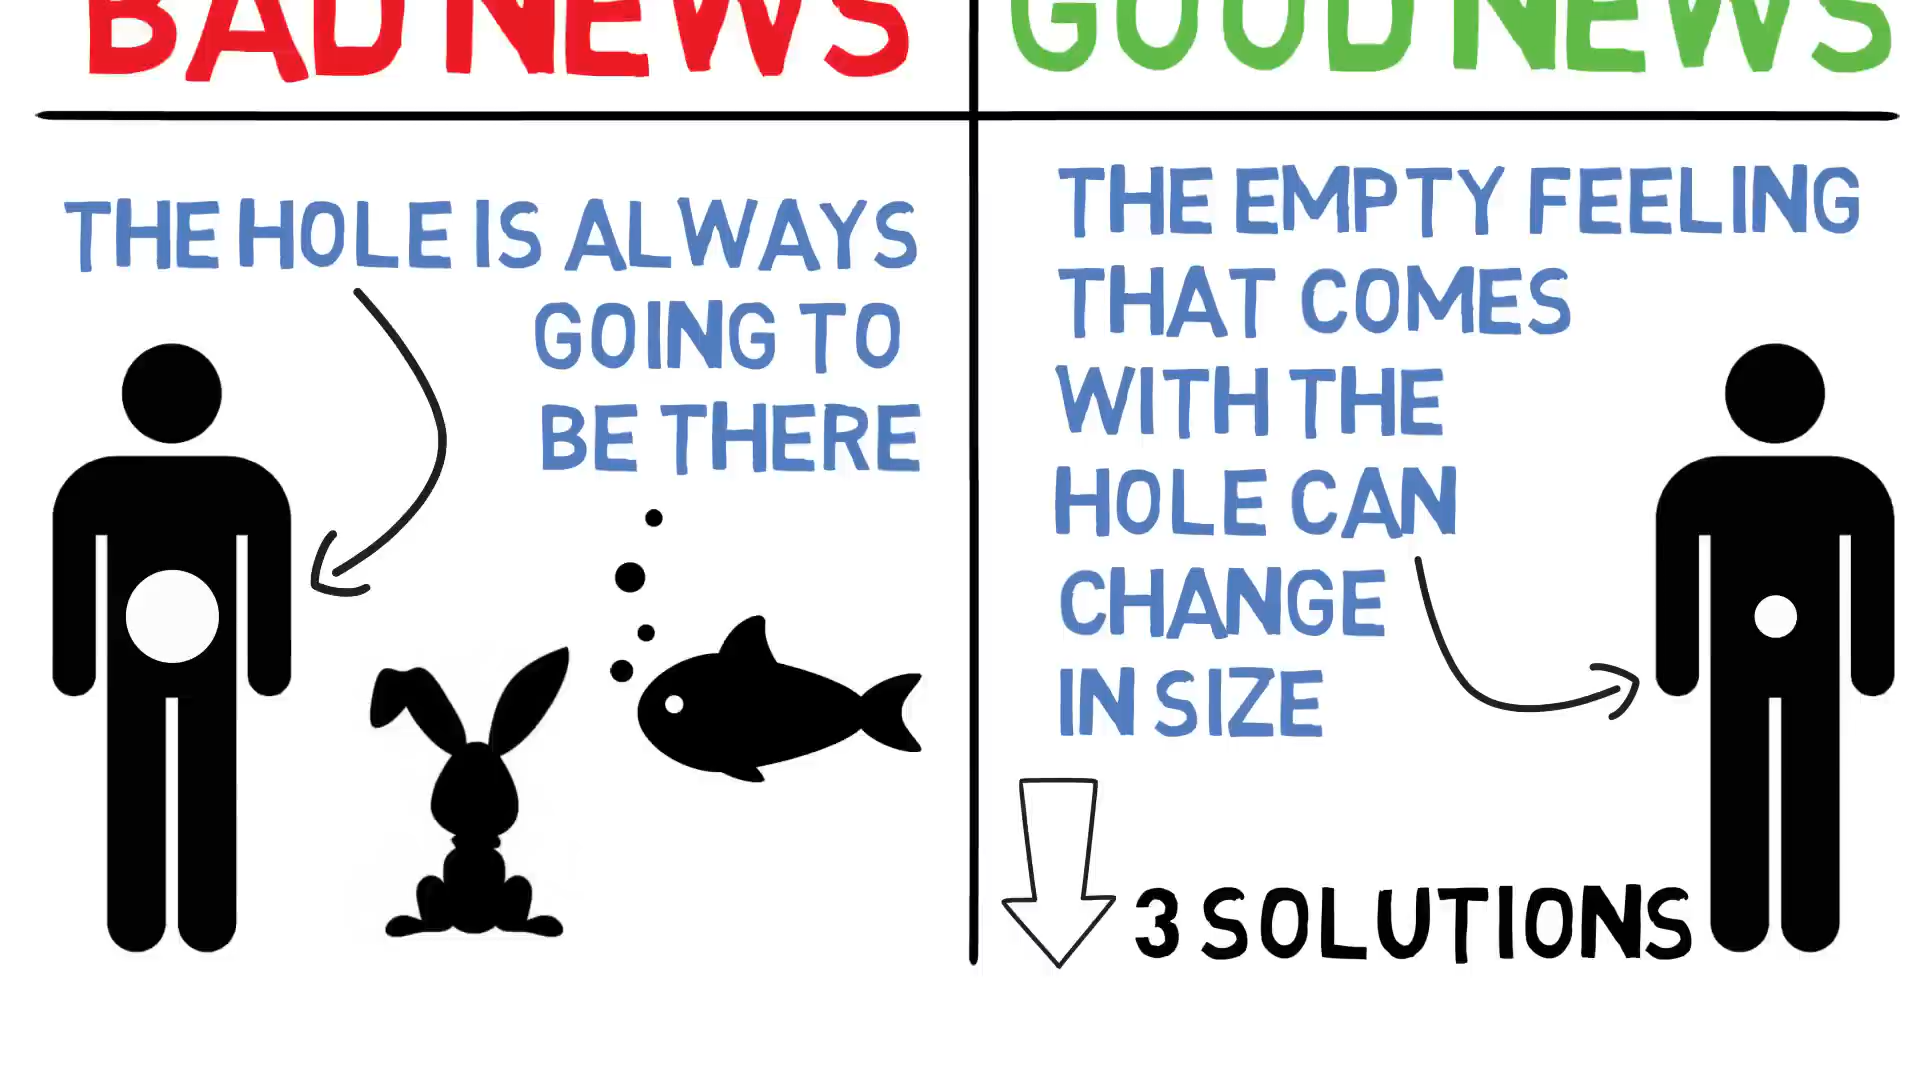 BAD NEWS
GOOD NEWS
THE HOLE IS ALWAYS
GOING TO
BE THERE
THE EMPTY FEELING
THAT COMES
WITH THE
HOLE CAN
CHANGE
IN SIZE
3 SOLUTIONS